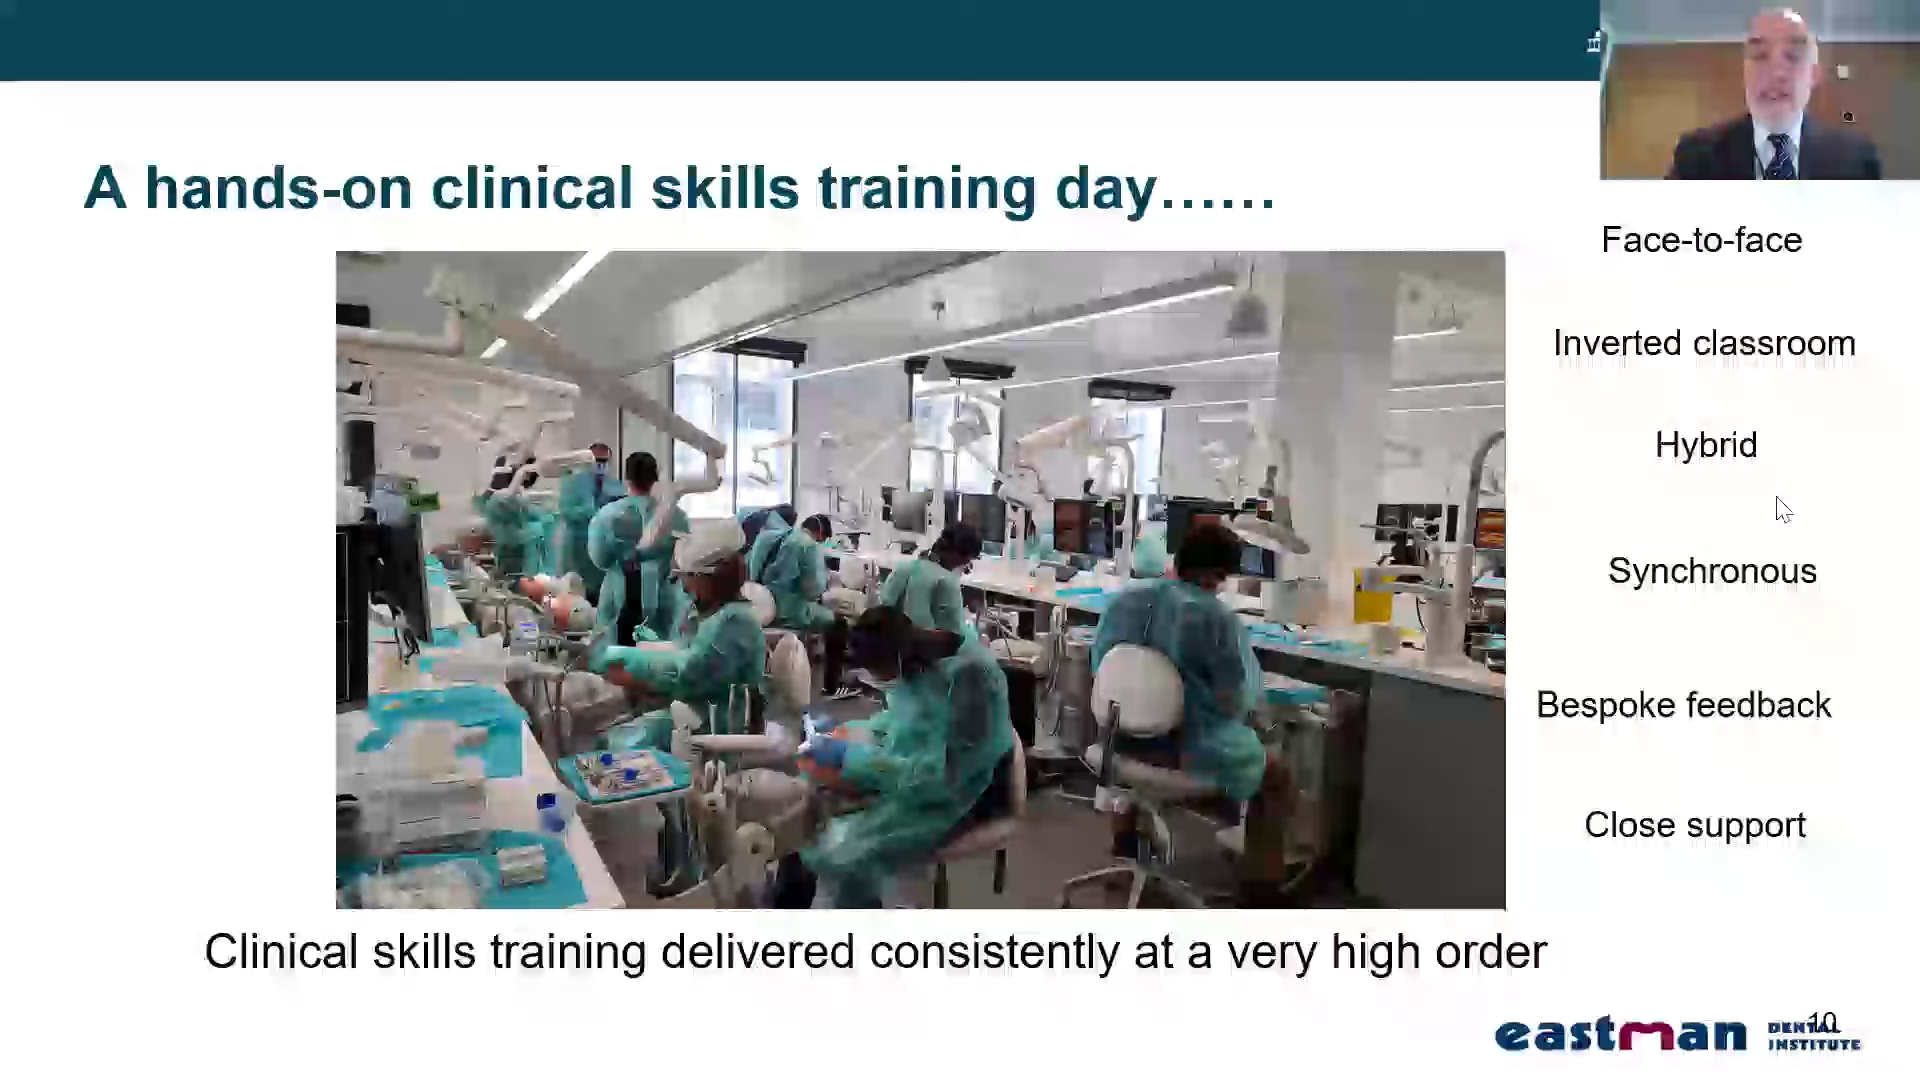 A hands-on clinical skills training day......
Face-to-face
Inverted classroom
Hybrid
Synchronous
Bespoke feedback
Close support
Clinical skills training delivered consistently at a very high order
eastman DENTAL
INSTITUTE
10